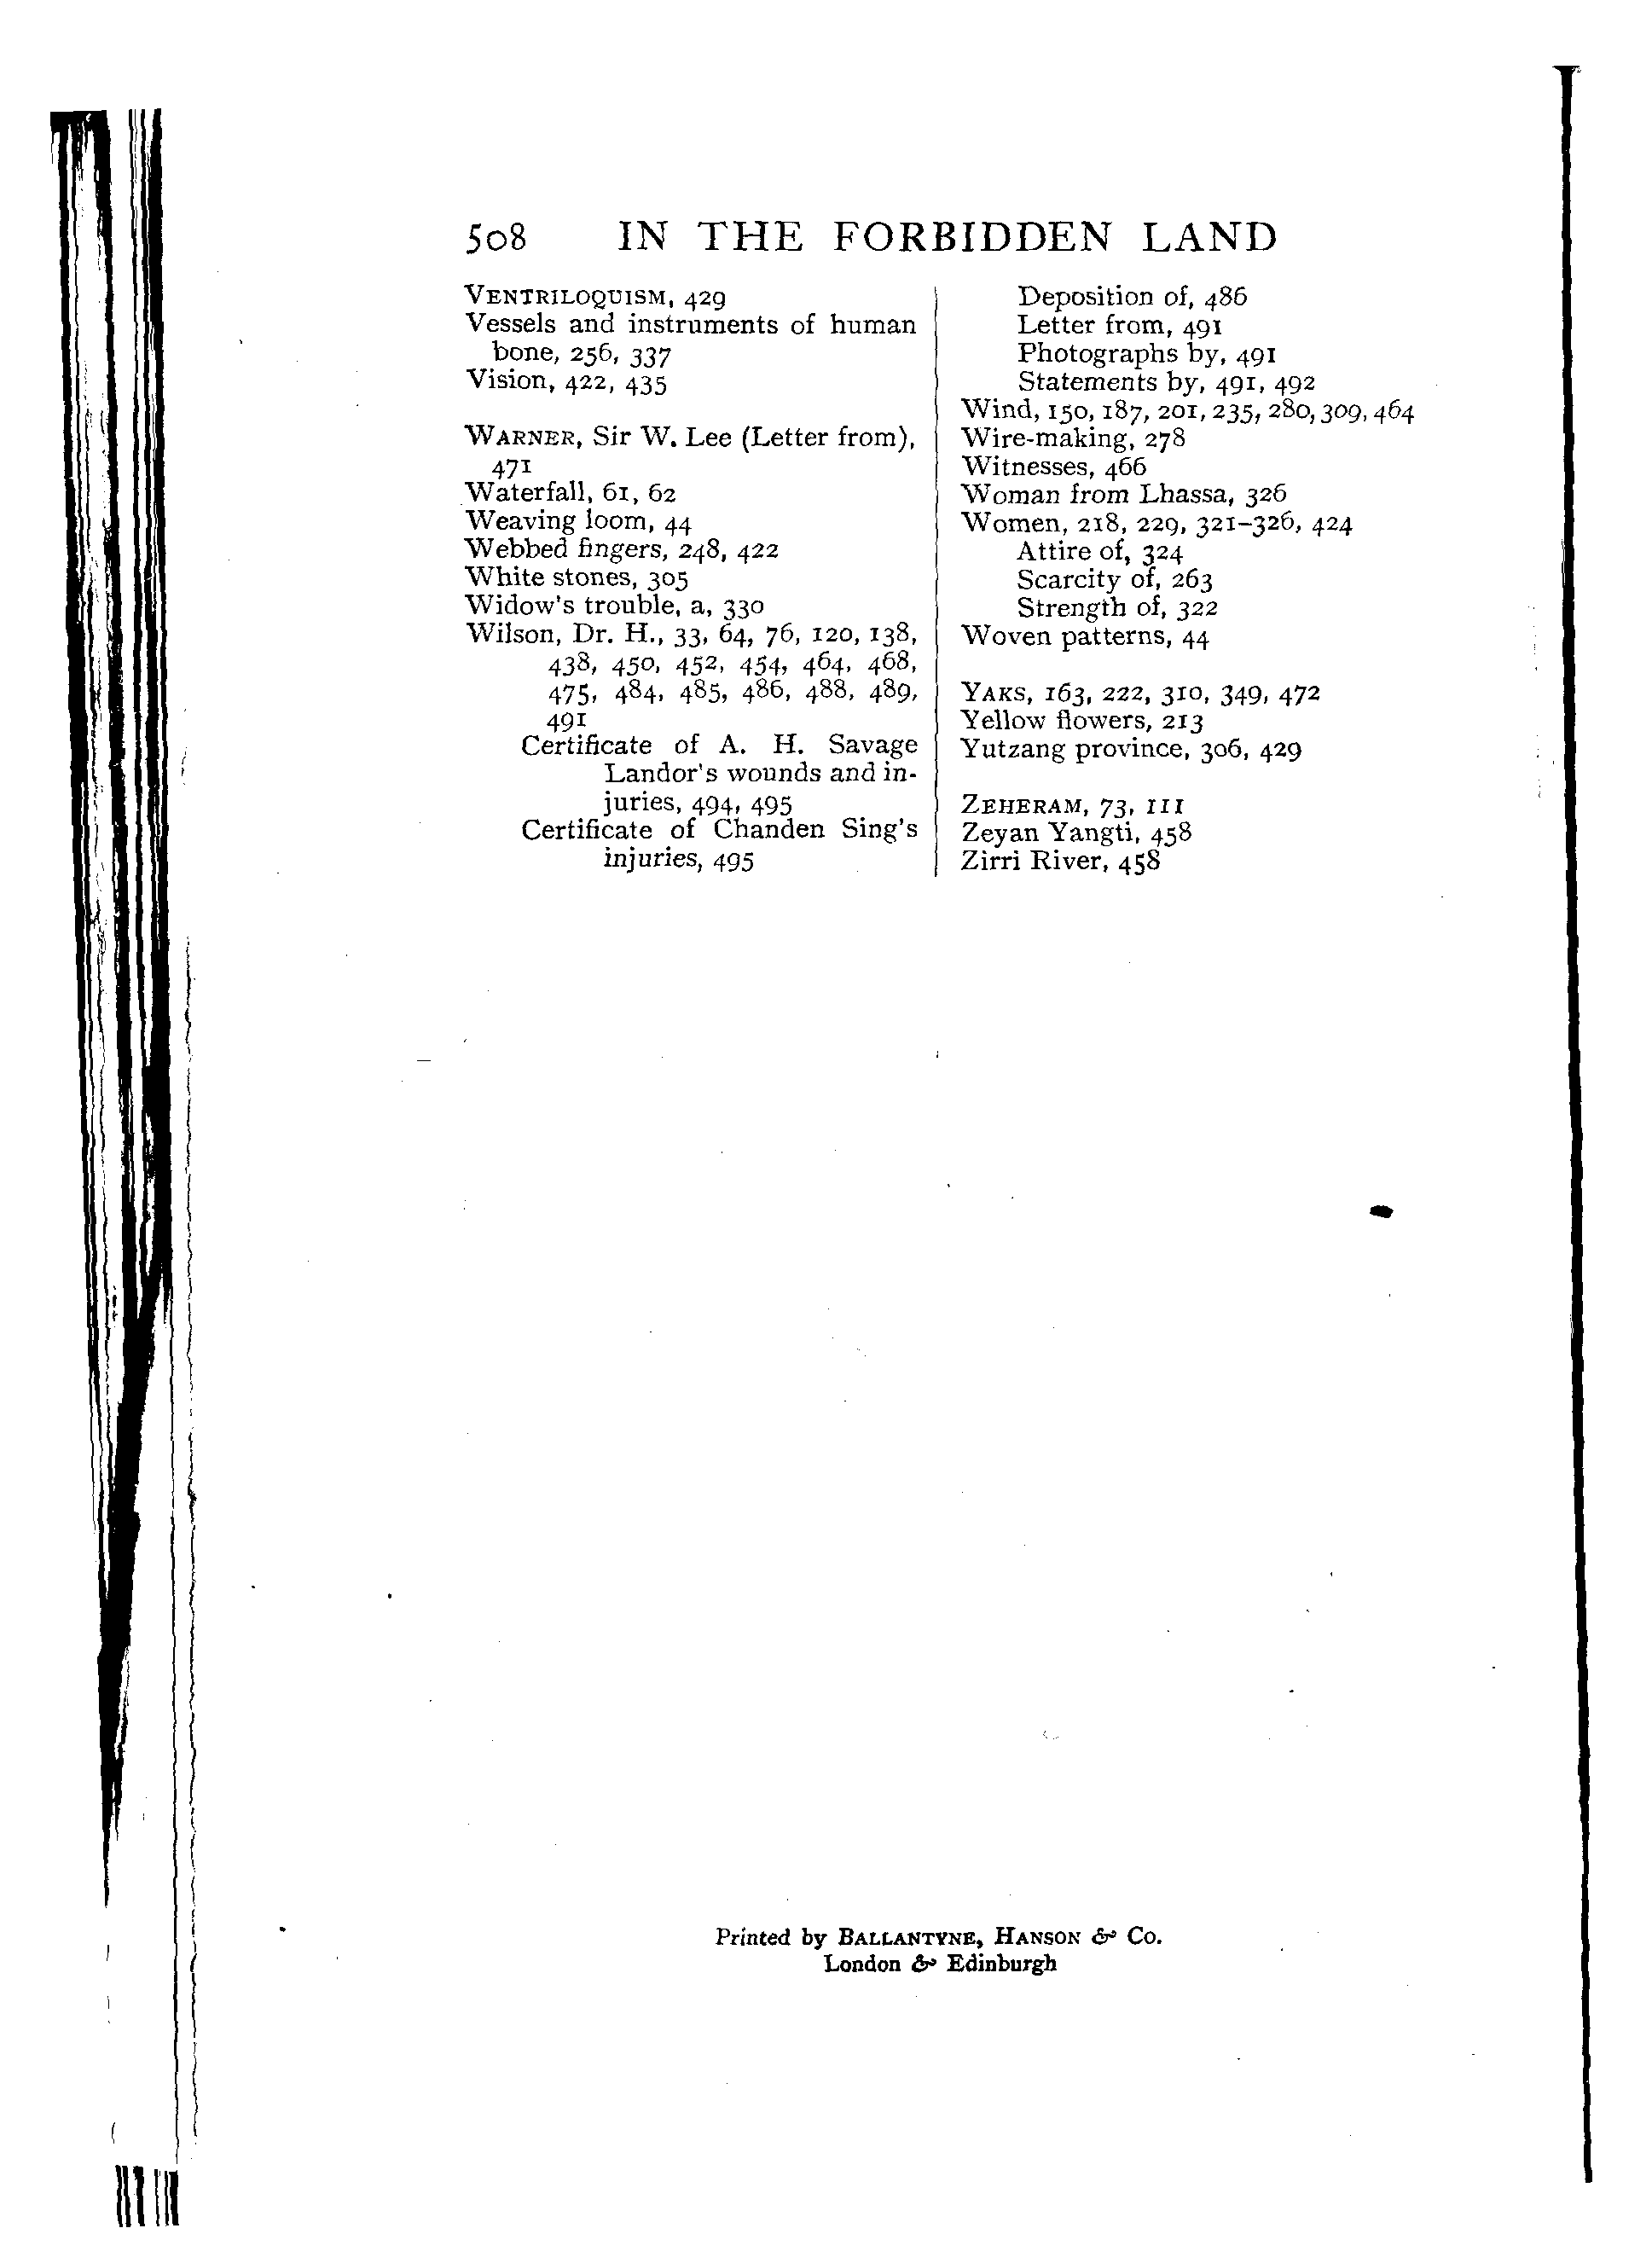 508 IN THE FORBIDDEN LAND
VENTRILOQUISM, 429
Vessels and instruments of human
bone, 256, 337
Vision, 422, 435
WARNER, Sir W. Lee (Letter from),
471
Waterfall, 61, 62
Weaving loom, 44
Webbed fingers, 248, 422
White stones, 305
Widow's trouble, a, 330
Wilson, Dr. H., 33, 64, 76, 120, 138,
438, 450, 452, 454, 464, 468,
475, 484, 485, 486, 488, 489,
491
Certificate of A. H. Savage
Landor's wounds and in-
juries, 494, 495
Certificate of Chanden Sing's
injuries, 495
Deposition of, 486
Letter from, 491
Photographs by, 491
Statements by, 491, 492
Wind, 150, 187, 201, 235, 280, 309, 464
Wire-making, 278
Witnesses, 466
Woman from Lhassa, 326
Women, 218, 229, 321-326, 424
Attire of, 324
Scarcity of, 263
Strength of, 322
Woven patterns, 44
YAKS, 163, 222, 310, 349, 472
Yellow flowers, 213
Yutzang province, 306, 429
ZEHERAM, 73, 111
Zeyan Yangti, 458
Zirri River, 458
Printed by BALLANTYNE, HANSON & Co.
London & Edinburgh